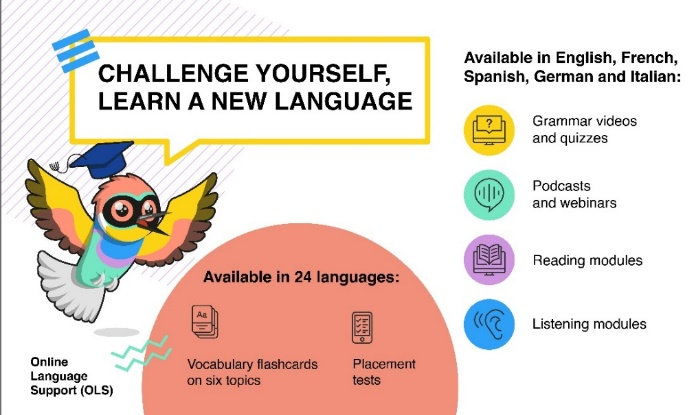 CHALLENGE YOURSELF,
LEARN A NEW LANGUAGE
Available in English, French,
Spanish, German and Italian:
?
Grammar videos
and quizzes
Podcasts
and webinars
Reading modules
Listening modules
Available in 24 languages:
Aa
Vocabulary flashcards
on six topics
Placement
tests
Online
Language
Support (OLS)